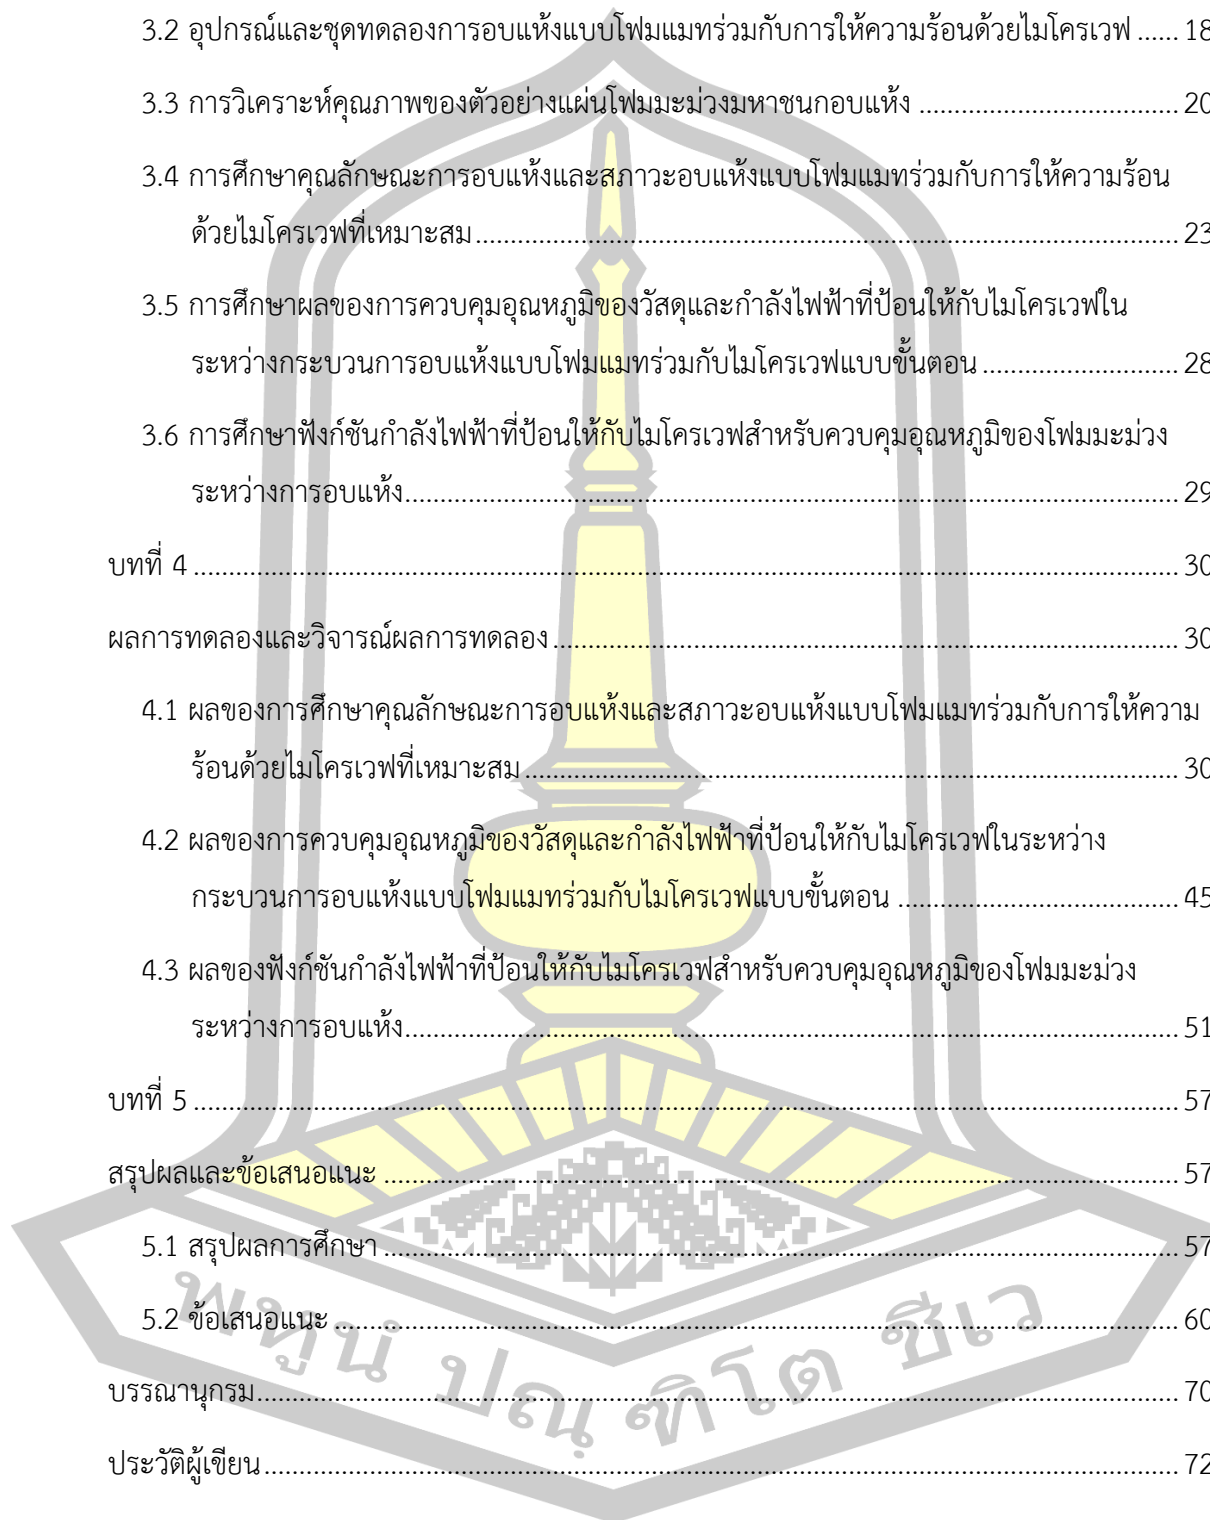 3.2 อุปกรณ์และชุดทดลองการอบแห้งแบบโฟมแมทร่วมกับการให้ความร้อนด้วยไมโครเวฟ ...... 18
3.3 การวิเคราะห์คุณภาพของตัวอย่างแผ่นโฟมมะม่วงมหาชนกอบแห้ง ................................. 20
3.4 การศึกษาคุณลักษณะการอบแห้งและสภาวะอบแห้งแบบโฟมแมทร่วมกับการให้ความร้อน
ด้วยไมโครเวฟที่เหมาะสม ........................................................................................... 23
3.5 การศึกษาผลของการควบคุมอุณหภูมิของวัสดุและกำลังไฟฟ้าที่ป้อนให้กับไมโครเวฟใน
ระหว่างกระบวนการอบแห้งแบบโฟมแมทร่วมกับไมโครเวฟแบบขั้นตอน ......................... 28
3.6 การศึกษาฟังก์ชันกำลังไฟฟ้าที่ป้อนให้กับไมโครเวฟสำหรับควบคุมอุณหภูมิของโฟมมะม่วง
ระหว่างการอบแห้ง.................................................................................................... 29
บทที่ 4 ............................................................................................................................. 30
ผลการทดลองและวิจารณ์ผลการทดลอง ................................................................................. 30
4.1 ผลของการศึกษาคุณลักษณะการอบแห้งและสภาวะอบแห้งแบบโฟมแมทร่วมกับการให้ความ
ร้อนด้วยไมโครเวฟที่เหมาะสม ..................................................................................... 30
4.2 ผลของการควบคุมอุณหภูมิของวัสดุและกำลังไฟฟ้าที่ป้อนให้กับไมโครเวฟในระหว่าง
กระบวนการอบแห้งแบบโฟมแมทร่วมกับไมโครเวฟแบบขั้นตอน .................................... 45
4.3 ผลของฟังก์ชันกำลังไฟฟ้าที่ป้อนให้กับไมโครเวฟสำหรับควบคุมอุณหภูมิของโฟมมะม่วง
ระหว่างการอบแห้ง.................................................................................................... 51
บทที่ 5 ............................................................................................................................. 57
สรุปผลและข้อเสนอแนะ ...................................................................................................... 57
5.1 สรุปผลการศึกษา ...................................................................................................... 57
5.2 ข้อเสนอแนะ ............................................................................................................ 60
บรรณานุกรม...................................................................................................................... 70
ประวัติผู้เขียน ..................................................................................................................... 72
พหูนํ ปณฺฑิโต ชีเว